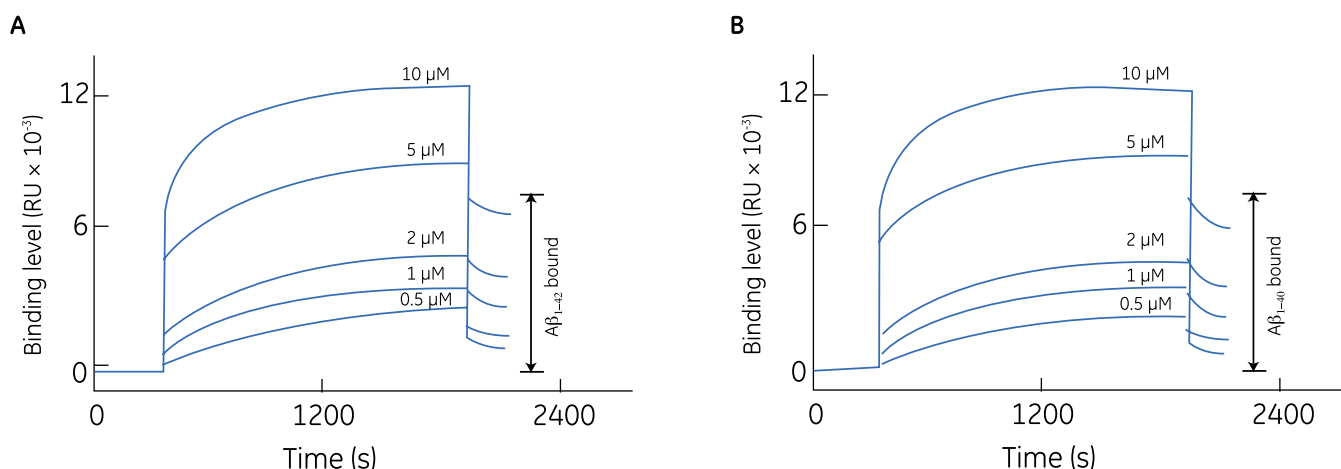 A
Binding level (RU × 10⁻³)
12
6
0
10 µM
5 µM
2 µM
1 µM
0.5 µM
Aβ₁₋₄₂ bound
0
1200
2400
Time (s)
B
Binding level (RU × 10⁻³)
12
6
0
10 µM
5 µM
2 µM
1 µM
0.5 µM
Aβ₁₋₄₀ bound
0
1200
2400
Time (s)